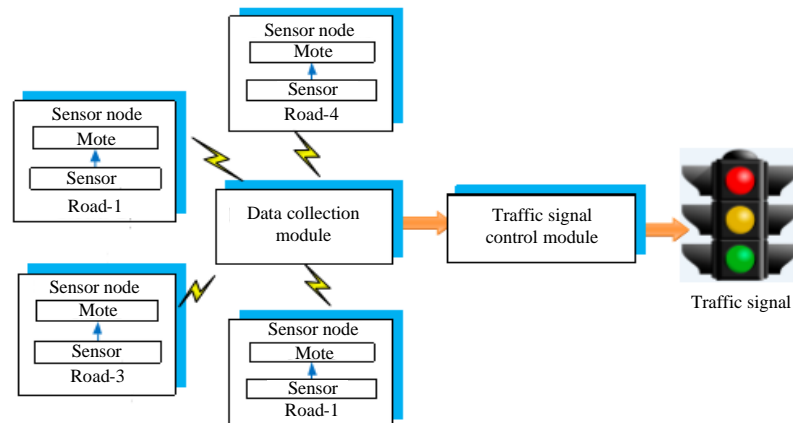 Sensor node
Mote
Sensor
Road-4
Sensor node
Mote
Sensor
Road-1
Data collection
module
Traffic signal
control module
Traffic signal
Sensor node
Mote
Sensor
Road-3
Sensor node
Mote
Sensor
Road-1